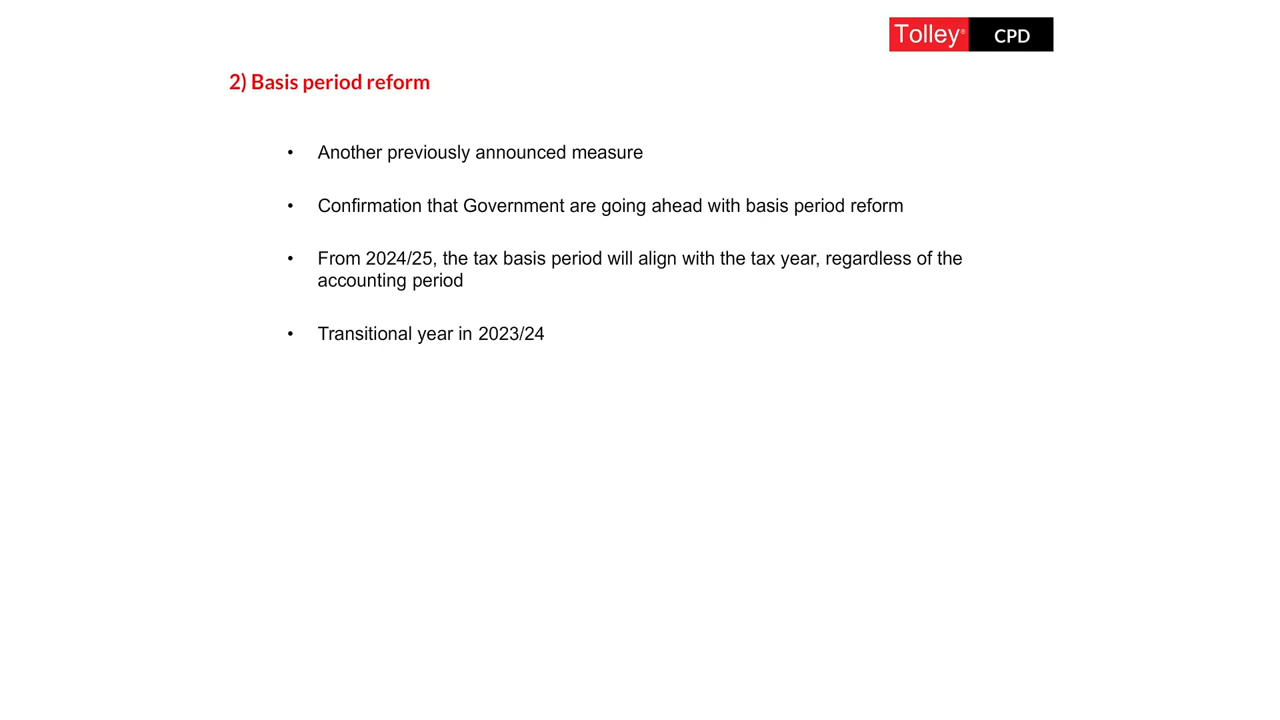 Tolley® CPD
2) Basis period reform
• Another previously announced measure
• Confirmation that Government are going ahead with basis period reform
• From 2024/25, the tax basis period will align with the tax year, regardless of the
accounting period
• Transitional year in 2023/24